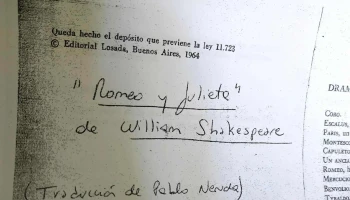 Queda hecho el depósito que previene la ley 11.723
© Editorial Losada, Buenos Aires, 1964
"Romeo y Julieta"
de William Shakespeare
(Traducción de Pablo Neruda)
DRAM
CORO.
ESCALUS,
PARIS, un
MONTESCO
CAPULETO
UN ANCIA
ROMEO, h
MERCUCIO
BENVOLIO
TYBALDO